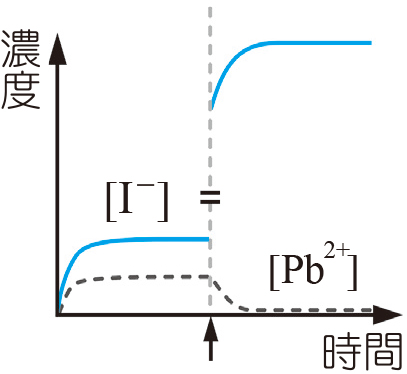 濃度
[I⁻]
=
[Pb²⁺]
時間